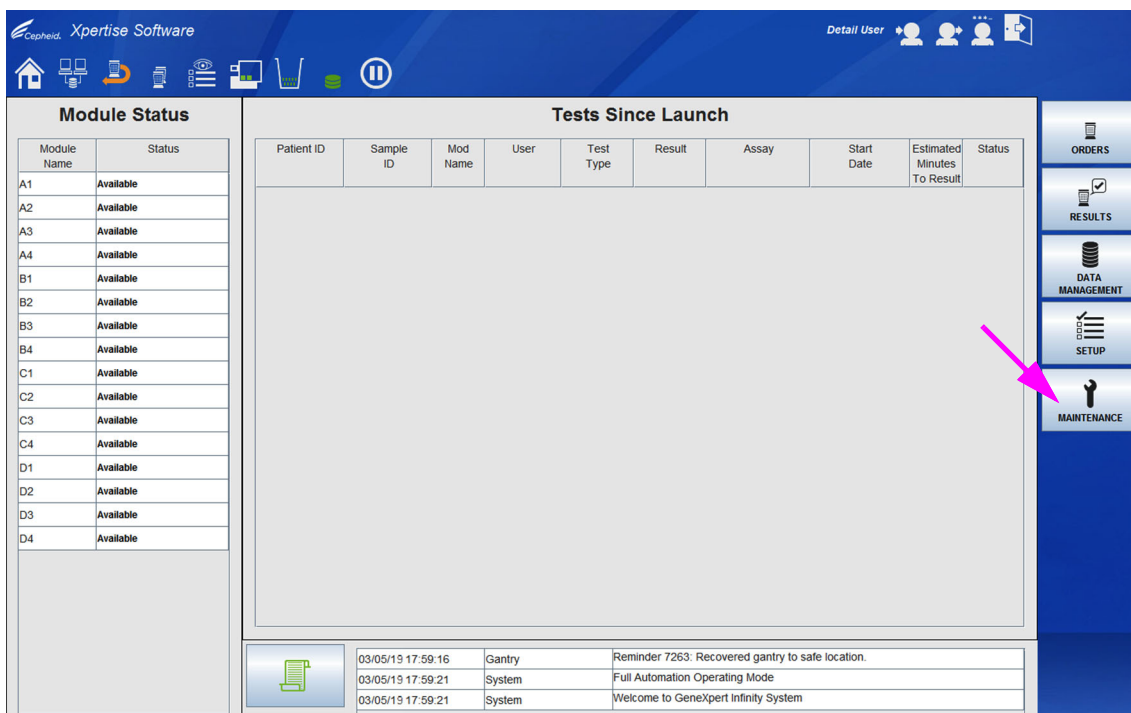 Cepheid. Xpertise Software
Detail User
Module Status
Module Name
Status
A1 Available
A2 Available
A3 Available
A4 Available
B1 Available
B2 Available
B3 Available
B4 Available
C1 Available
C2 Available
C3 Available
C4 Available
D1 Available
D2 Available
D3 Available
D4 Available
Tests Since Launch
Patient ID
Sample ID
Mod Name
User
Test Type
Result
Assay
Start Date
Estimated Minutes To Result
Status
03/05/19 17:59:16 Gantry Reminder 7263: Recovered gantry to safe location.
03/05/19 17:59:21 System Full Automation Operating Mode
03/05/19 17:59:21 System Welcome to GeneXpert Infinity System
ORDERS
RESULTS
DATA
MANAGEMENT
SETUP
MAINTENANCE